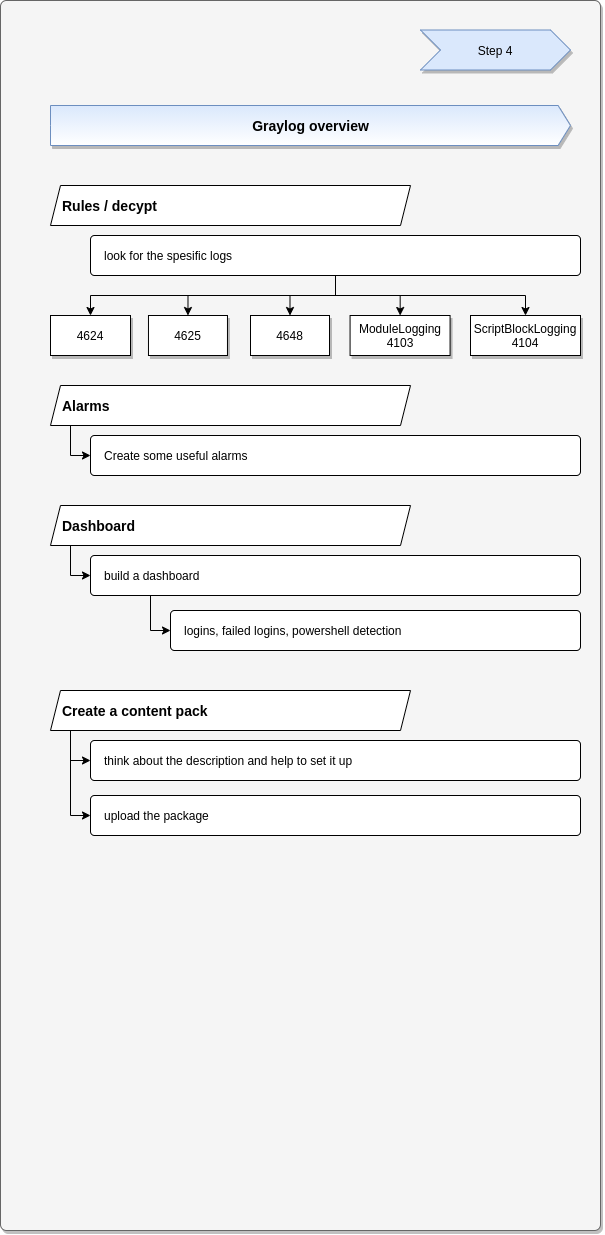 Step 4
Graylog overview
Rules / decypt
look for the spesific logs
4624
4625
4648
ModuleLogging
4103
ScriptBlockLogging
4104
Alarms
Create some useful alarms
Dashboard
build a dashboard
logins, failed logins, powershell detection
Create a content pack
think about the description and help to set it up
upload the package